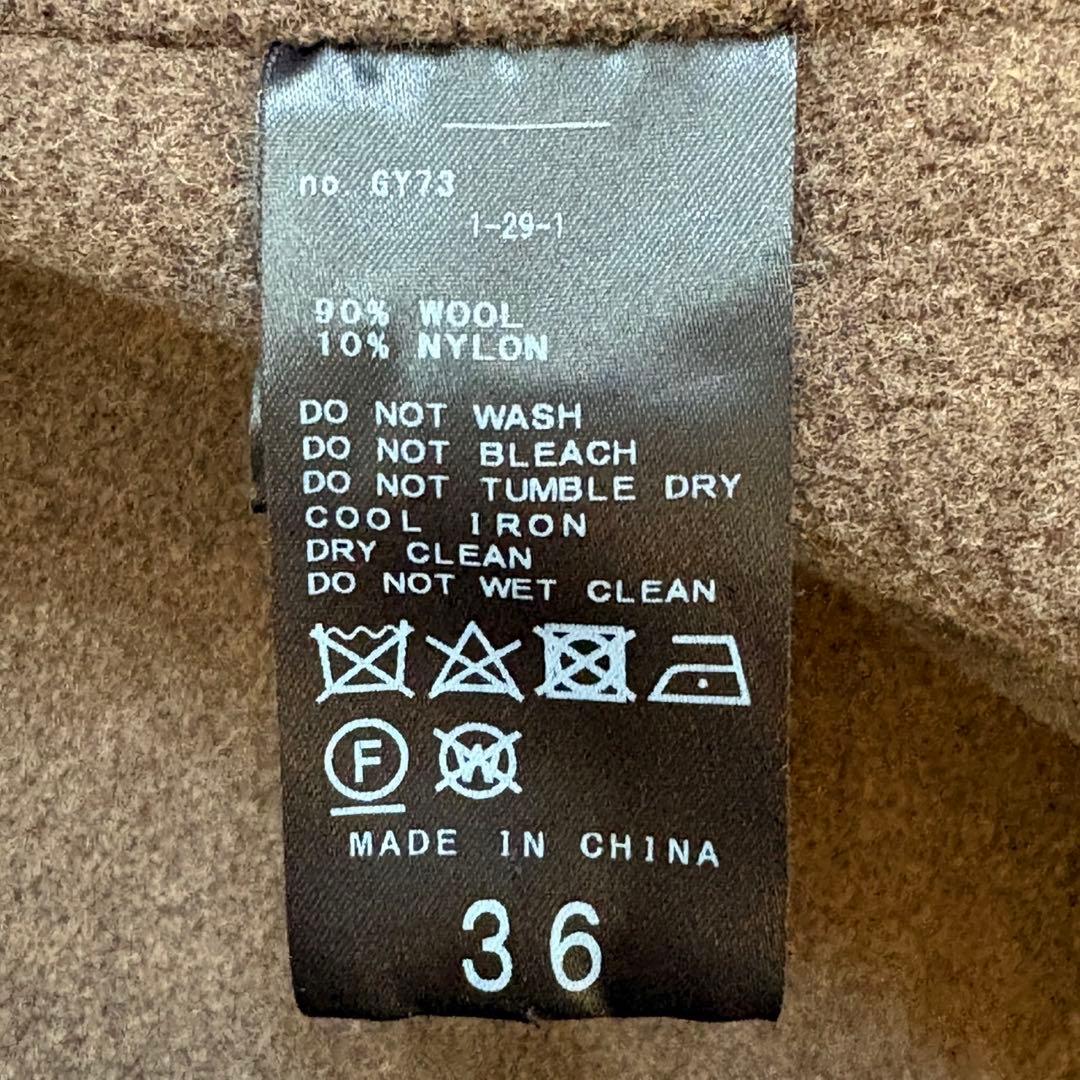 no. GY73
1-29-1
90% WOOL
10% NYLON
DO NOT WASH
DO NOT BLEACH
DO NOT TUMBLE DRY
COOL IRON
DRY CLEAN
DO NOT WET CLEAN
F W
MADE IN CHINA
36